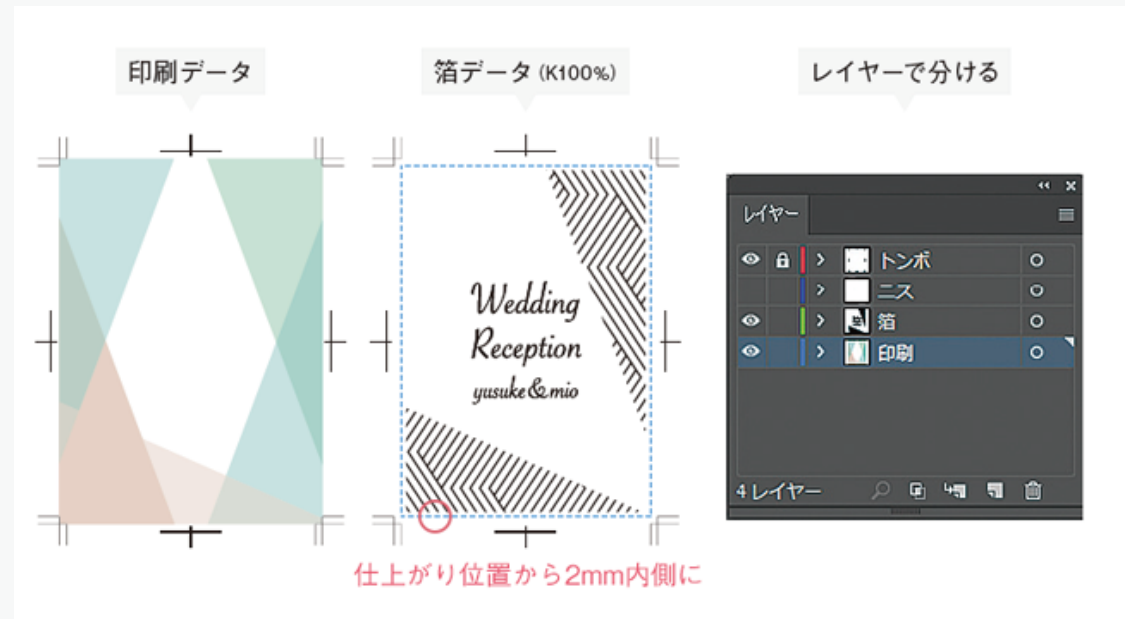 印刷データ
箔データ(K100%)
レイヤーで分ける
Wedding
Reception
yusuke&mio
仕上がり位置から2mm内側に
レイヤー
トンボ
ニス
箔
印刷
4 レイヤー